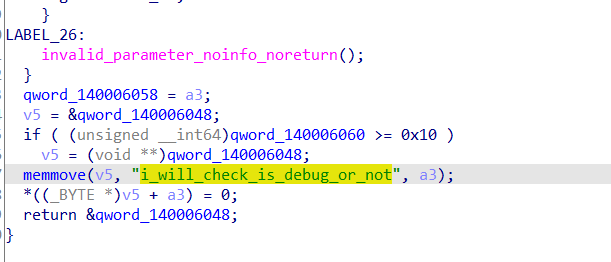 }
LABEL_26:
invalid_parameter_noinfo_noreturn();
}
qword_140006058 = a3;
v5 = &qword_140006048;
if ( (unsigned __int64)qword_140006060 >= 0x10 )
v5 = (void **)qword_140006048;
memmove(v5, "i_will_check_is_debug_or_not", a3);
*((_BYTE *)v5 + a3) = 0;
return &qword_140006048;
}